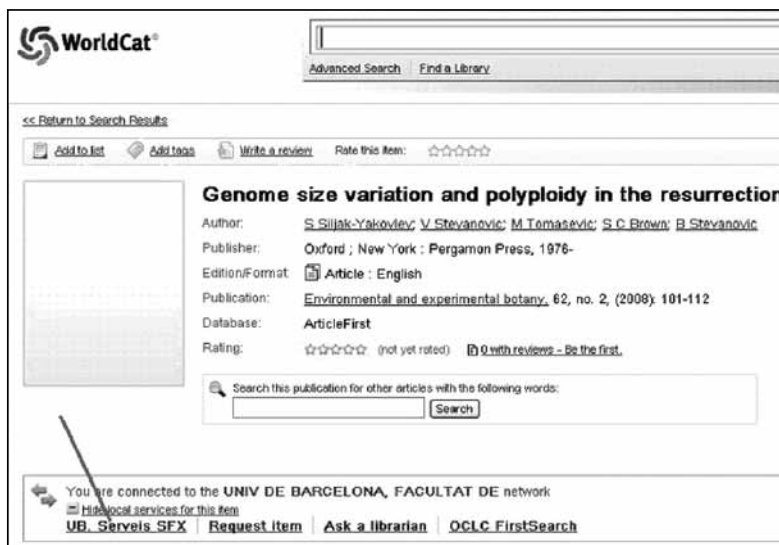 WorldCat®
Advanced Search Find a Library
<< Return to Search Results
Add to list Add tags Write a review Rate this item:
Genome size variation and polyploidy in the resurrection
Author: S Siljak-Yakovlev; V Stevanovic; M Tomasevic; S C Brown; B Stevanovic
Publisher: Oxford ; New York : Pergamon Press, 1976-
Edition/Format: Article : English
Publication: Environmental and experimental botany, 62, no. 2, (2008): 101-112
Database: ArticleFirst
Rating: (not yet rated) 0 with reviews - Be the first.
Search this publication for other articles with the following words:
Search
You are connected to the UNIV DE BARCELONA, FACULTAT DE network
Hide local services for this item
UB. Serveis SFX Request item Ask a librarian OCLC FirstSearch